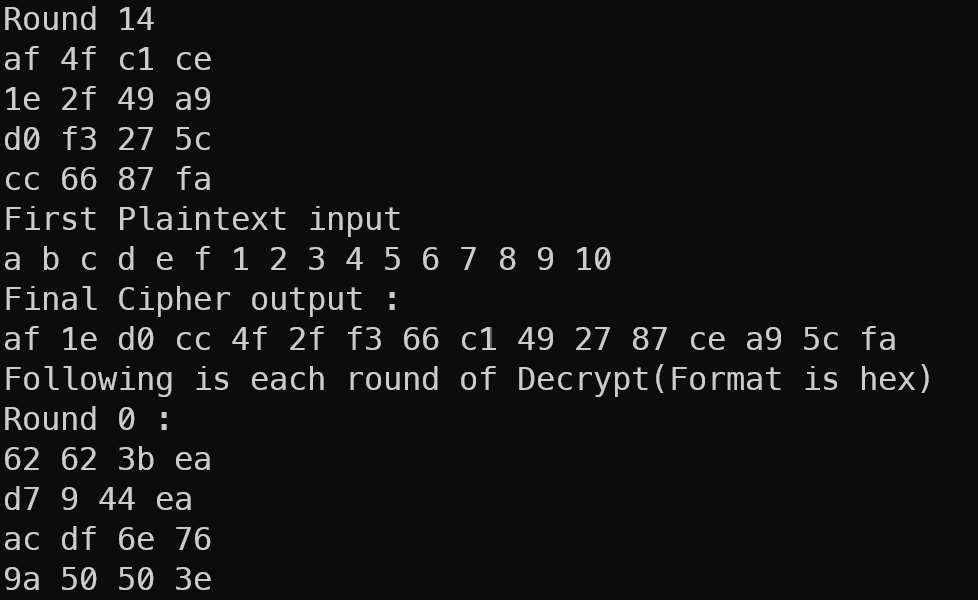 Round 14
af 4f c1 ce
1e 2f 49 a9
d0 f3 27 5c
cc 66 87 fa
First Plaintext input
a b c d e f 1 2 3 4 5 6 7 8 9 10
Final Cipher output :
af 1e d0 cc 4f 2f f3 66 c1 49 27 87 ce a9 5c fa
Following is each round of Decrypt(Format is hex)
Round 0 :
62 62 3b ea
d7 9 44 ea
ac df 6e 76
9a 50 50 3e